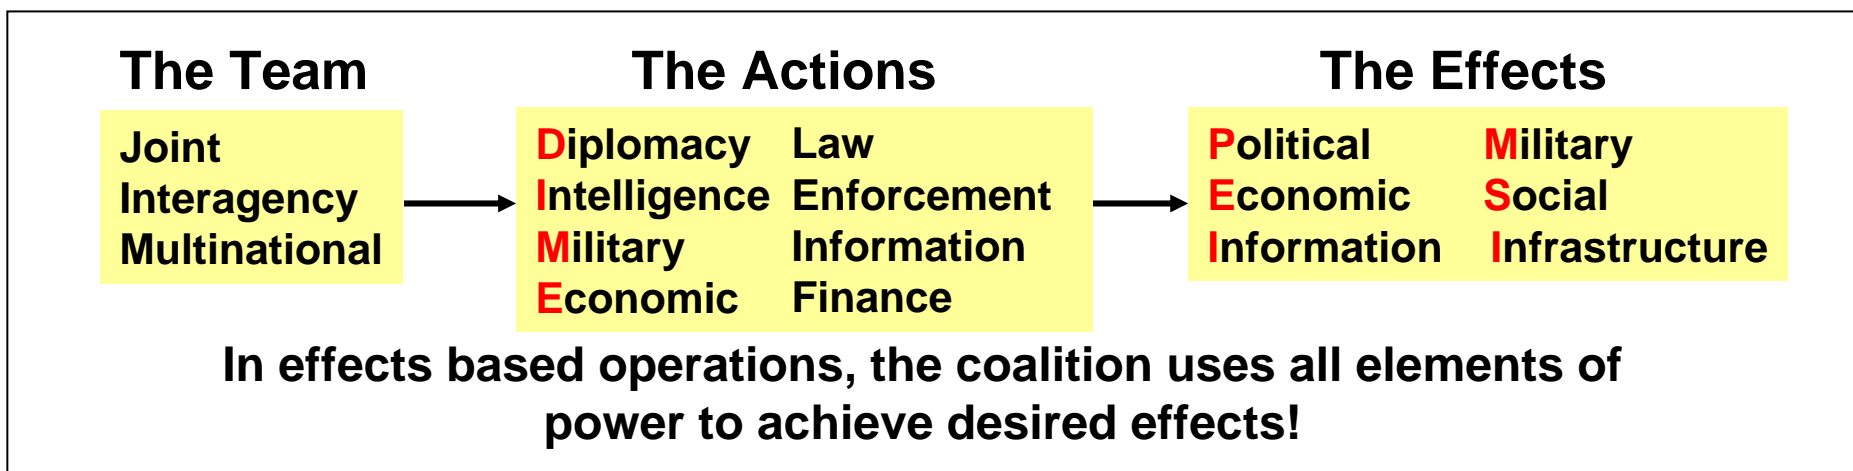 The Team
Joint
Interagency
Multinational
The Actions
Diplomacy
Intelligence
Military
Economic
Law
Enforcement
Information
Finance
The Effects
Political
Economic
Information
Military
Social
Infrastructure
In effects based operations, the coalition uses all elements of
power to achieve desired effects!